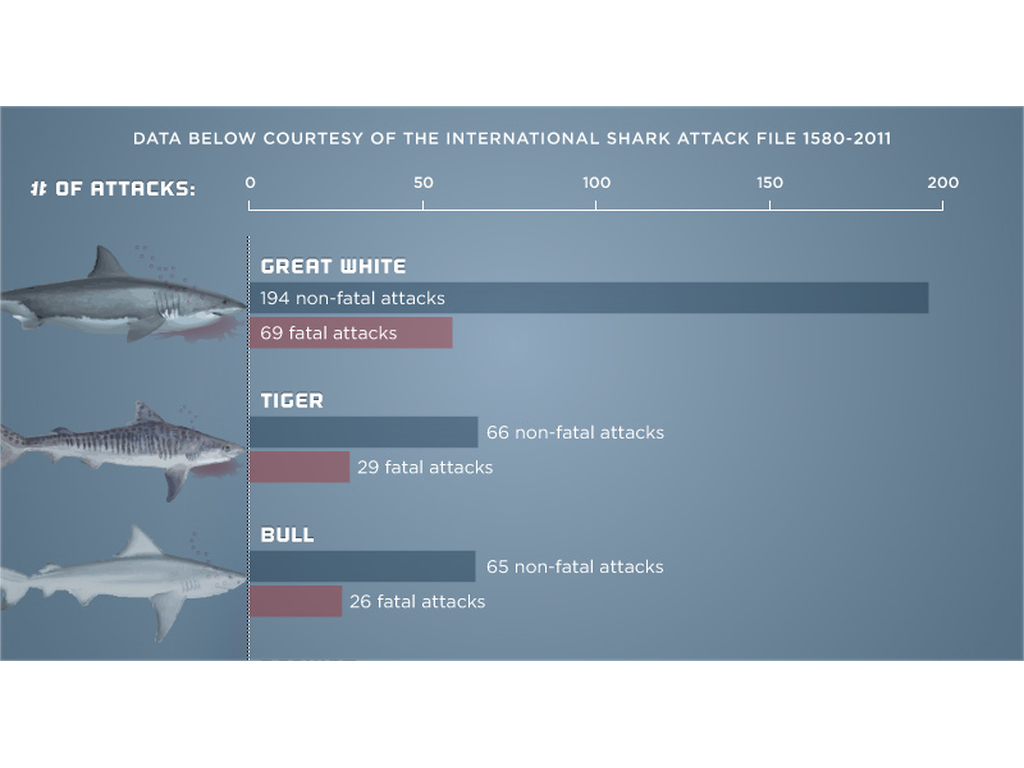 DATA BELOW COURTESY OF THE INTERNATIONAL SHARK ATTACK FILE 1580-2011
# OF ATTACKS:
0 50 100 150 200
GREAT WHITE
194 non-fatal attacks
69 fatal attacks
TIGER
66 non-fatal attacks
29 fatal attacks
BULL
65 non-fatal attacks
26 fatal attacks